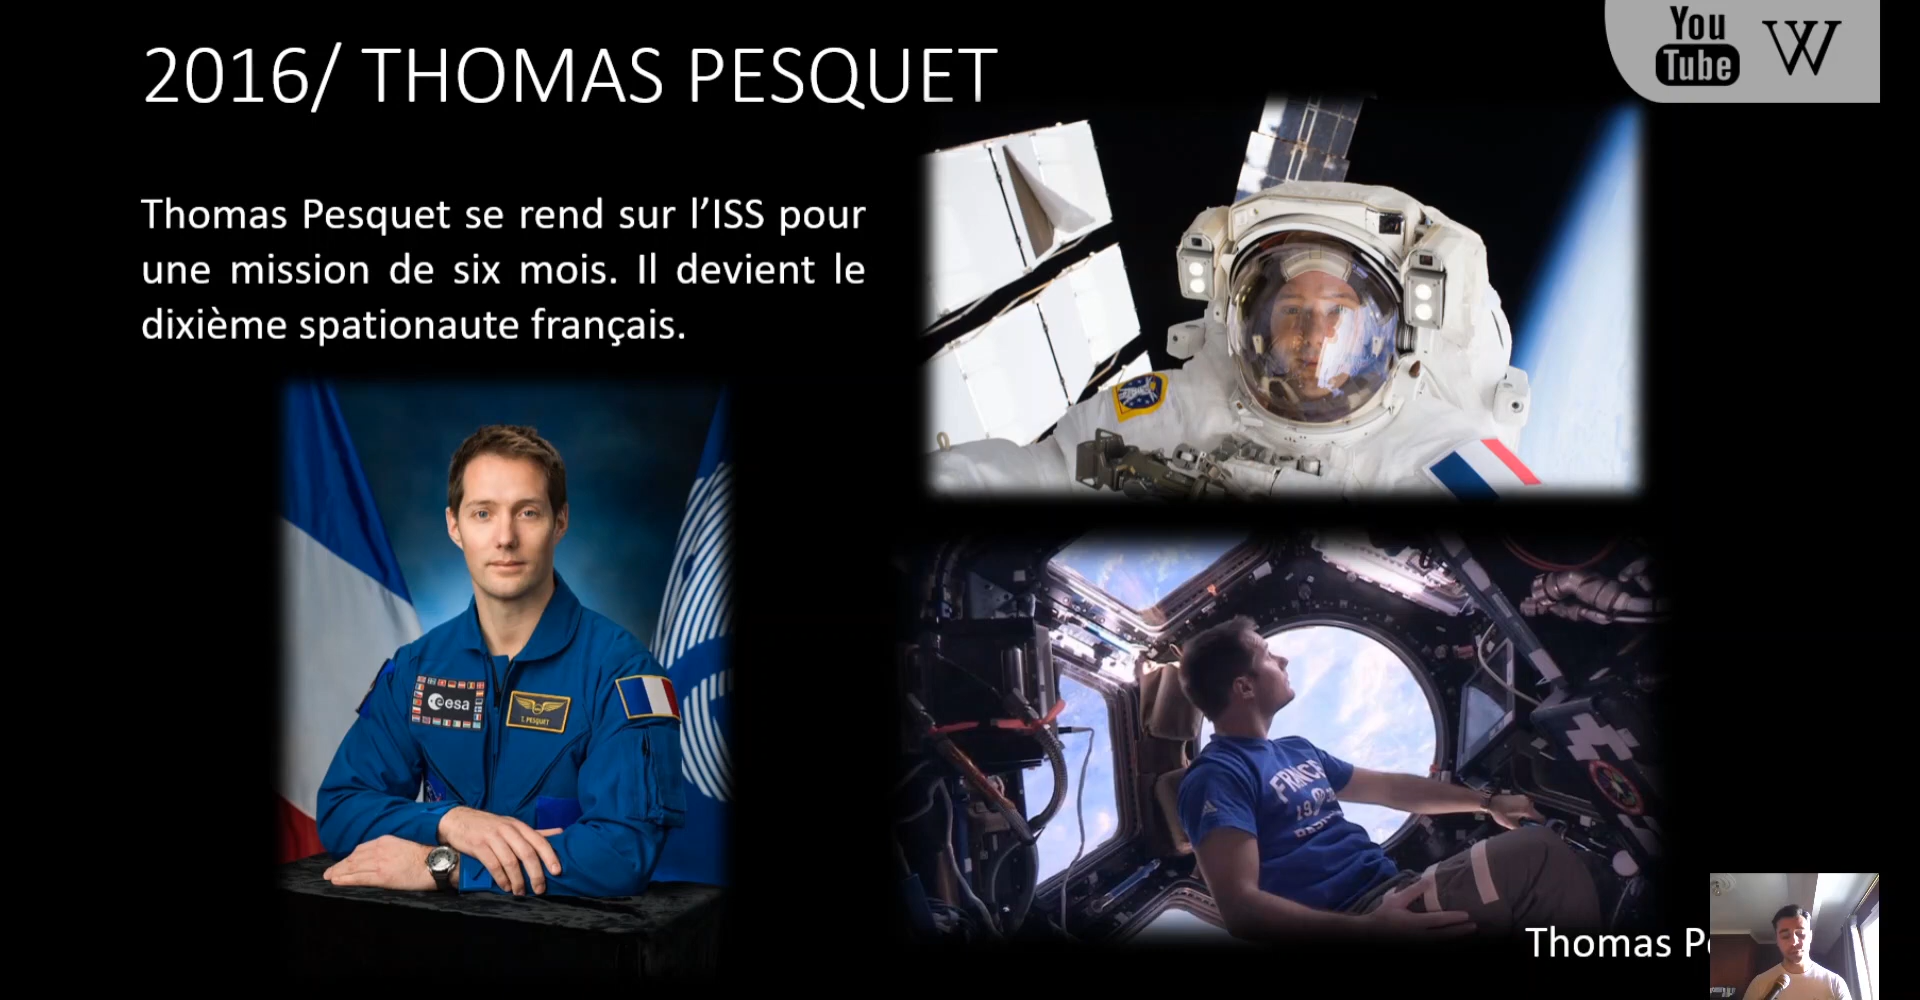 2016/ THOMAS PESQUET
You
Tube
W
Thomas Pesquet se rend sur l’ISS pour
une mission de six mois. Il devient le
dixième spationaute français.
esa
T. PESQUET
FRANCE
Thomas P